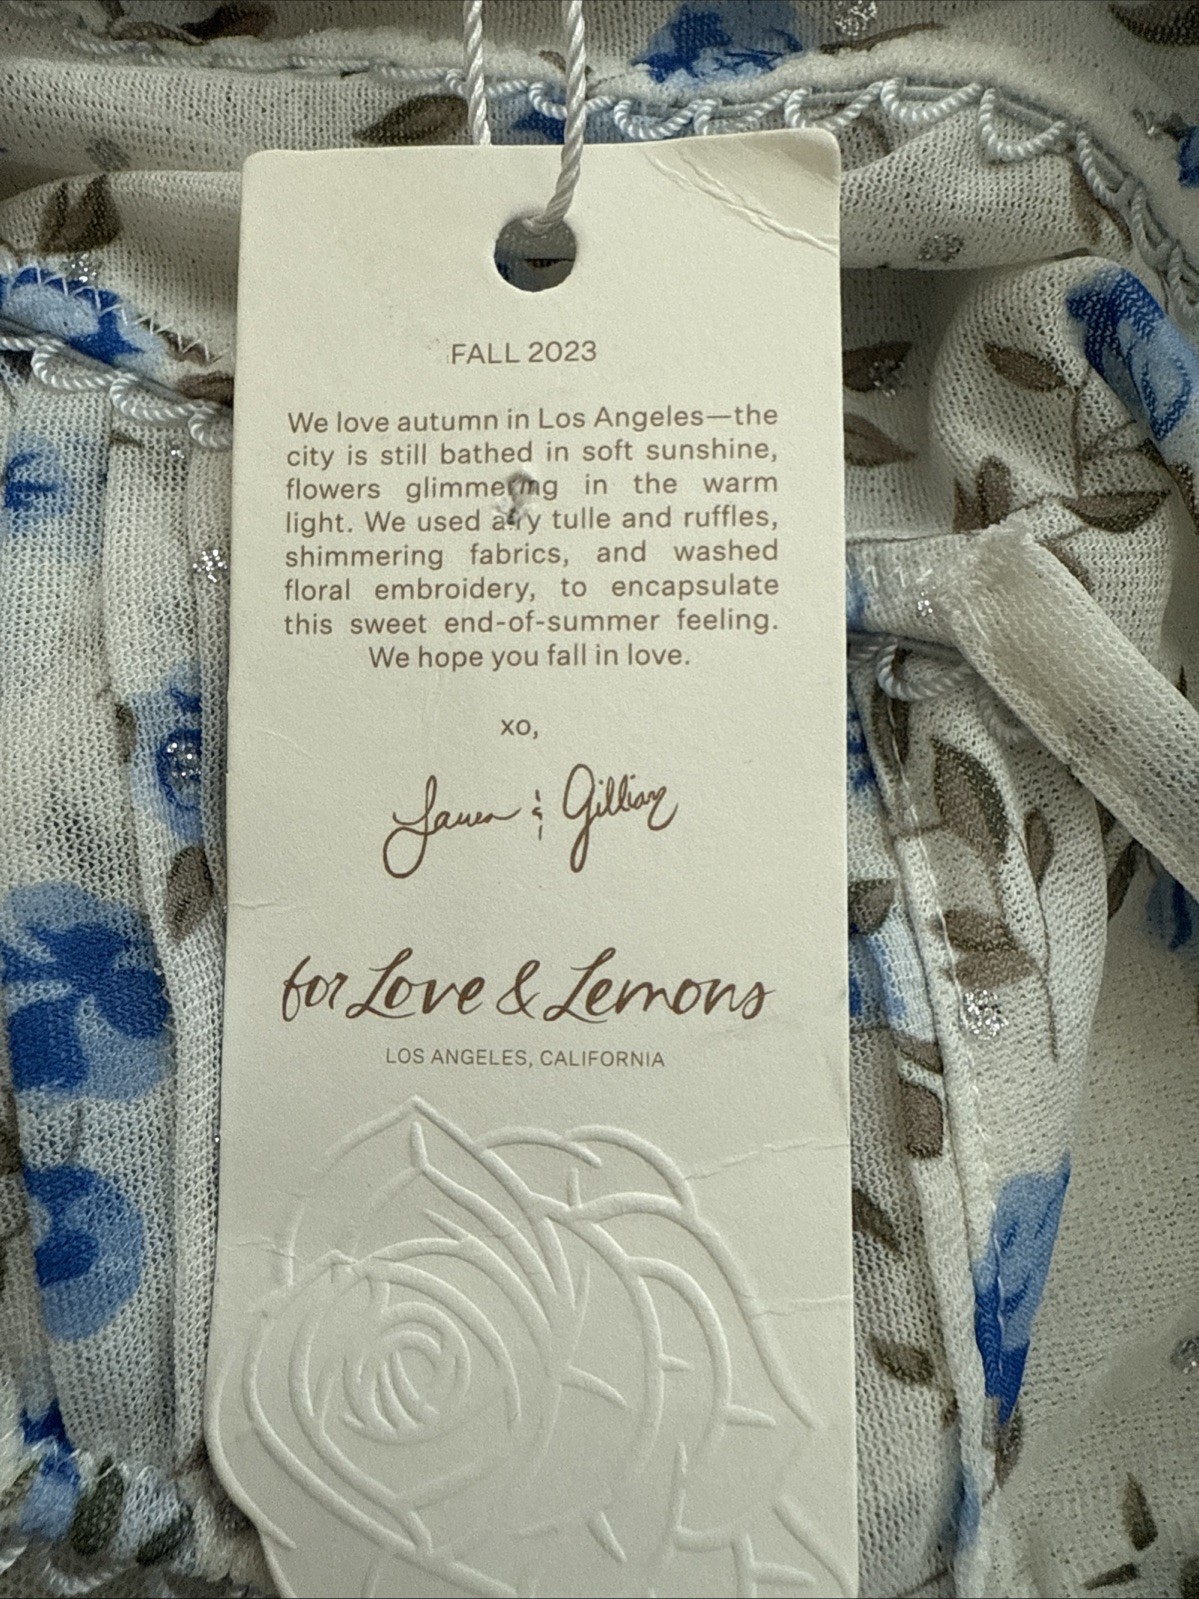 FALL 2023
We love autumn in Los Angeles—the
city is still bathed in soft sunshine,
flowers glimmering in the warm
light. We used airy tulle and ruffles,
shimmering fabrics, and washed
floral embroidery, to encapsulate
this sweet end-of-summer feeling.
We hope you fall in love.
xo,
Lauren & Gillian
for Love & Lemons
LOS ANGELES, CALIFORNIA